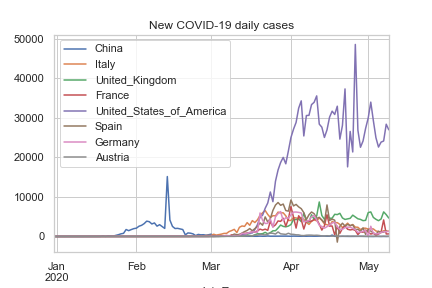 New COVID-19 daily cases
50000
40000
30000
20000
10000
0
China
Italy
United_Kingdom
France
United_States_of_America
Spain
Germany
Austria
Jan
2020
Feb
Mar
Apr
May